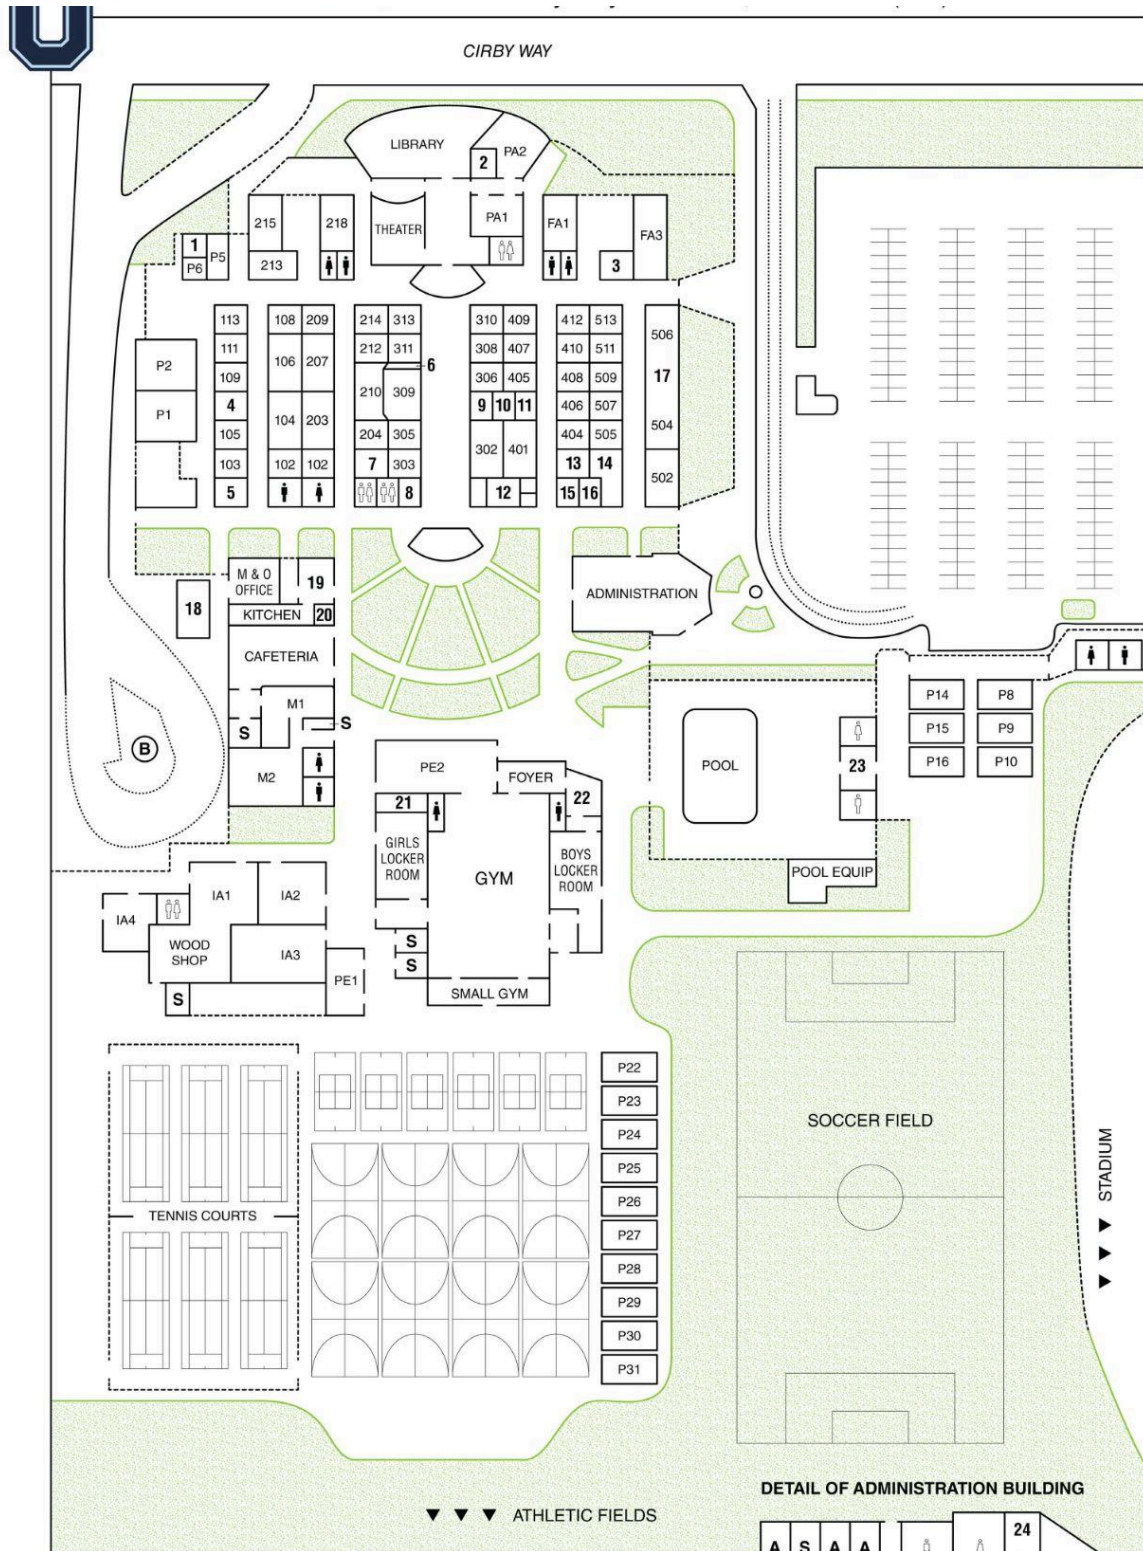 CIRBY WAY
LIBRARY
2
PA2
215
218
THEATER
PA1
FA1
FA3
1
P5
P6
213
3
113
108
209
214
313
310
409
412
513
506
111
106
207
212
311
308
407
410
511
6
P2
109
210
309
306
405
408
509
17
4
9
10
11
406
507
P1
105
104
203
204
305
302
401
404
505
504
103
102
102
7
303
13
14
502
5
8
12
15
16
M & O
OFFICE
19
18
KITCHEN
20
ADMINISTRATION
CAFETERIA
M1
S
S
B
M2
P14
P8
P15
P9
P16
P10
POOL
23
PE2
FOYER
21
22
GIRLS
LOCKER
ROOM
GYM
BOYS
LOCKER
ROOM
POOL EQUIP
IA1
IA2
IA4
WOOD
SHOP
IA3
PE1
S
S
S
SMALL GYM
P22
P23
P24
P25
P26
P27
P28
P29
P30
P31
SOCCER FIELD
STADIUM
TENNIS COURTS
DETAIL OF ADMINISTRATION BUILDING
ATHLETIC FIELDS
24
A
S
A
A